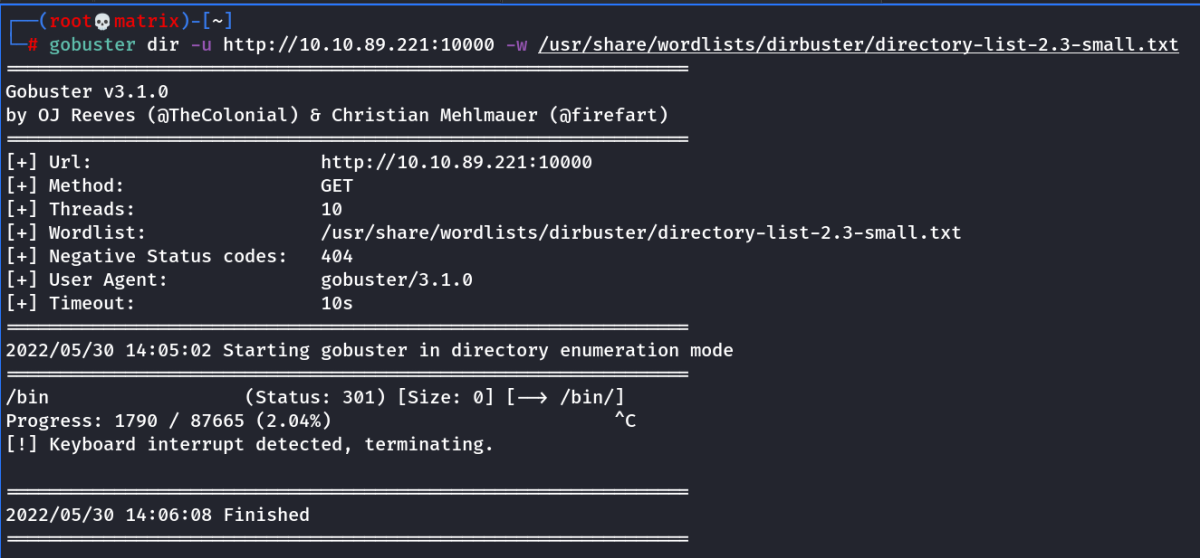 ┌──(root💀matrix)-[~]
└─# gobuster dir -u http://10.10.89.221:10000 -w /usr/share/wordlists/dirbuster/directory-list-2.3-small.txt
===============================================================
Gobuster v3.1.0
by OJ Reeves (@TheColonial) & Christian Mehlmauer (@firefart)
===============================================================
[+] Url:                     http://10.10.89.221:10000
[+] Method:                  GET
[+] Threads:                 10
[+] Wordlist:                /usr/share/wordlists/dirbuster/directory-list-2.3-small.txt
[+] Negative Status codes:   404
[+] User Agent:              gobuster/3.1.0
[+] Timeout:                 10s
===============================================================
2022/05/30 14:05:02 Starting gobuster in directory enumeration mode
===============================================================
/bin                  (Status: 301) [Size: 0] [--> /bin/]
Progress: 1790 / 87665 (2.04%)                           ^C
[!] Keyboard interrupt detected, terminating.

===============================================================
2022/05/30 14:06:08 Finished
===============================================================